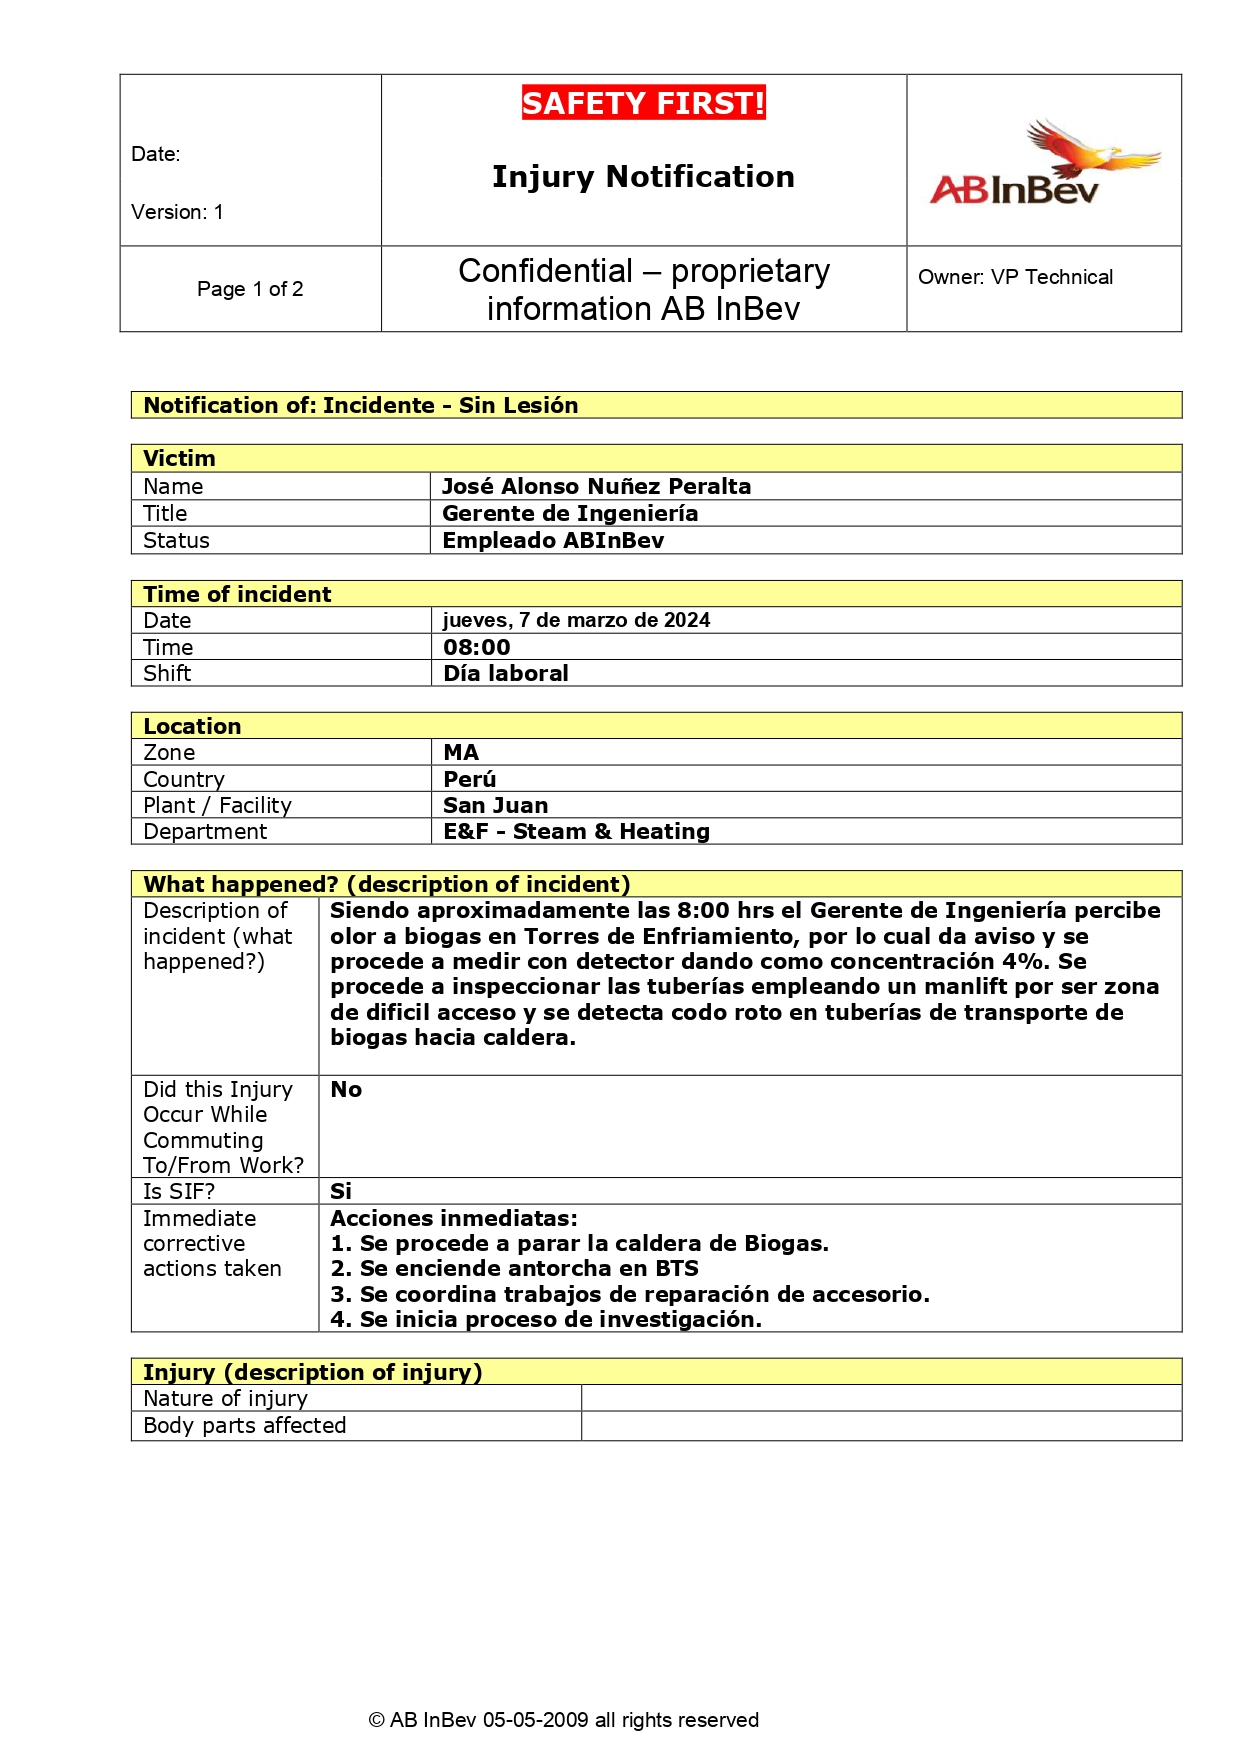 SAFETY FIRST!
Date:
Injury Notification
Version: 1
ABInBev
Page 1 of 2
Confidential – proprietary
information AB InBev
Owner: VP Technical
Notification of: Incidente - Sin Lesión
Victim
Name José Alonso Nuñez Peralta
Title Gerente de Ingeniería
Status Empleado ABInBev
Time of incident
Date jueves, 7 de marzo de 2024
Time 08:00
Shift Día laboral
Location
Zone MA
Country Perú
Plant / Facility San Juan
Department E&F - Steam & Heating
What happened? (description of incident)
Description of
incident (what
happened?)
Siendo aproximadamente las 8:00 hrs el Gerente de Ingeniería percibe
olor a biogas en Torres de Enfriamiento, por lo cual da aviso y se
procede a medir con detector dando como concentración 4%. Se
procede a inspeccionar las tuberías empleando un manlift por ser zona
de dificil acceso y se detecta codo roto en tuberías de transporte de
biogas hacia caldera.
Did this Injury
Occur While
Commuting
To/From Work?
No
Is SIF? Si
Immediate
corrective
actions taken
Acciones inmediatas:
1. Se procede a parar la caldera de Biogas.
2. Se enciende antorcha en BTS
3. Se coordina trabajos de reparación de accesorio.
4. Se inicia proceso de investigación.
Injury (description of injury)
Nature of injury
Body parts affected
© AB InBev 05-05-2009 all rights reserved